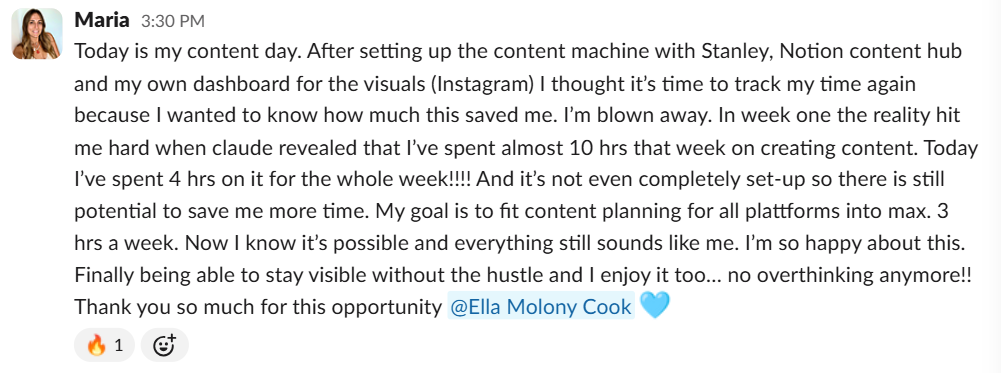 Maria 3:30 PM
Today is my content day. After setting up the content machine with Stanley, Notion content hub
and my own dashboard for the visuals (Instagram) I thought it's time to track my time again
because I wanted to know how much this saved me. I'm blown away. In week one the reality hit
me hard when claude revealed that I've spent almost 10 hrs that week on creating content. Today
I've spent 4 hrs on it for the whole week!!!! And it's not even completely set-up so there is still
potential to save me more time. My goal is to fit content planning for all plattforms into max. 3
hrs a week. Now I know it's possible and everything still sounds like me. I'm so happy about this.
Finally being able to stay visible without the hustle and I enjoy it too... no overthinking anymore!!
Thank you so much for this opportunity @Ella Molony Cook 🩵
🔥 1